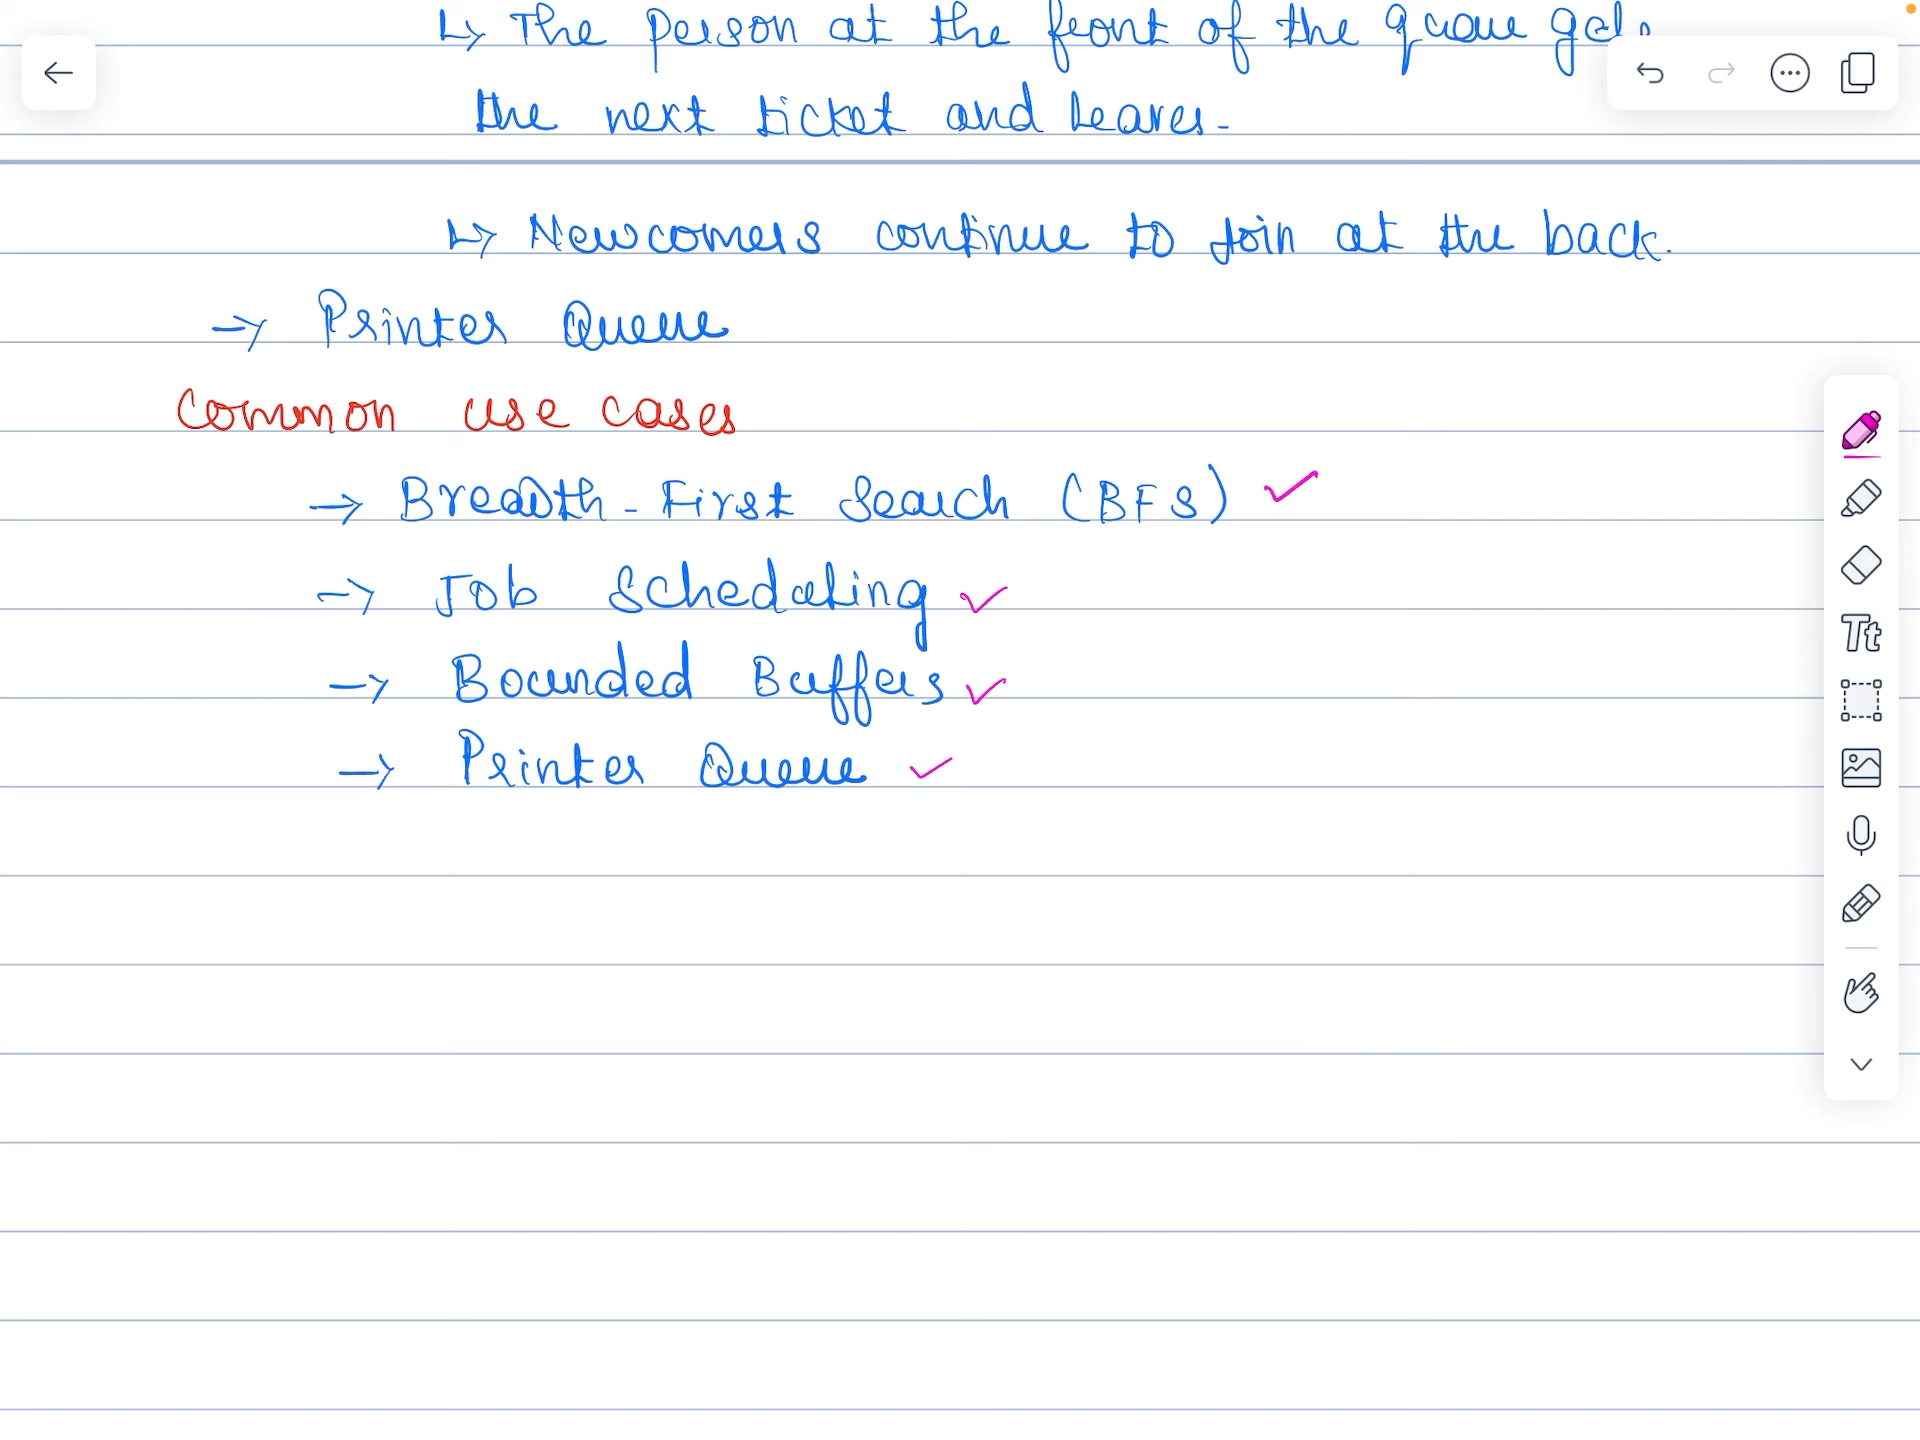 ↳ The person at the front of the queue gets
the next ticket and leaves.
↳ Newcomers continue to join at the back.
→ Printer Queue
Common use cases
→ Breadth-First Search (BFS) ✓
→ Job Scheduling ✓
→ Bounded Buffers ✓
→ Printer Queue ✓
Tt